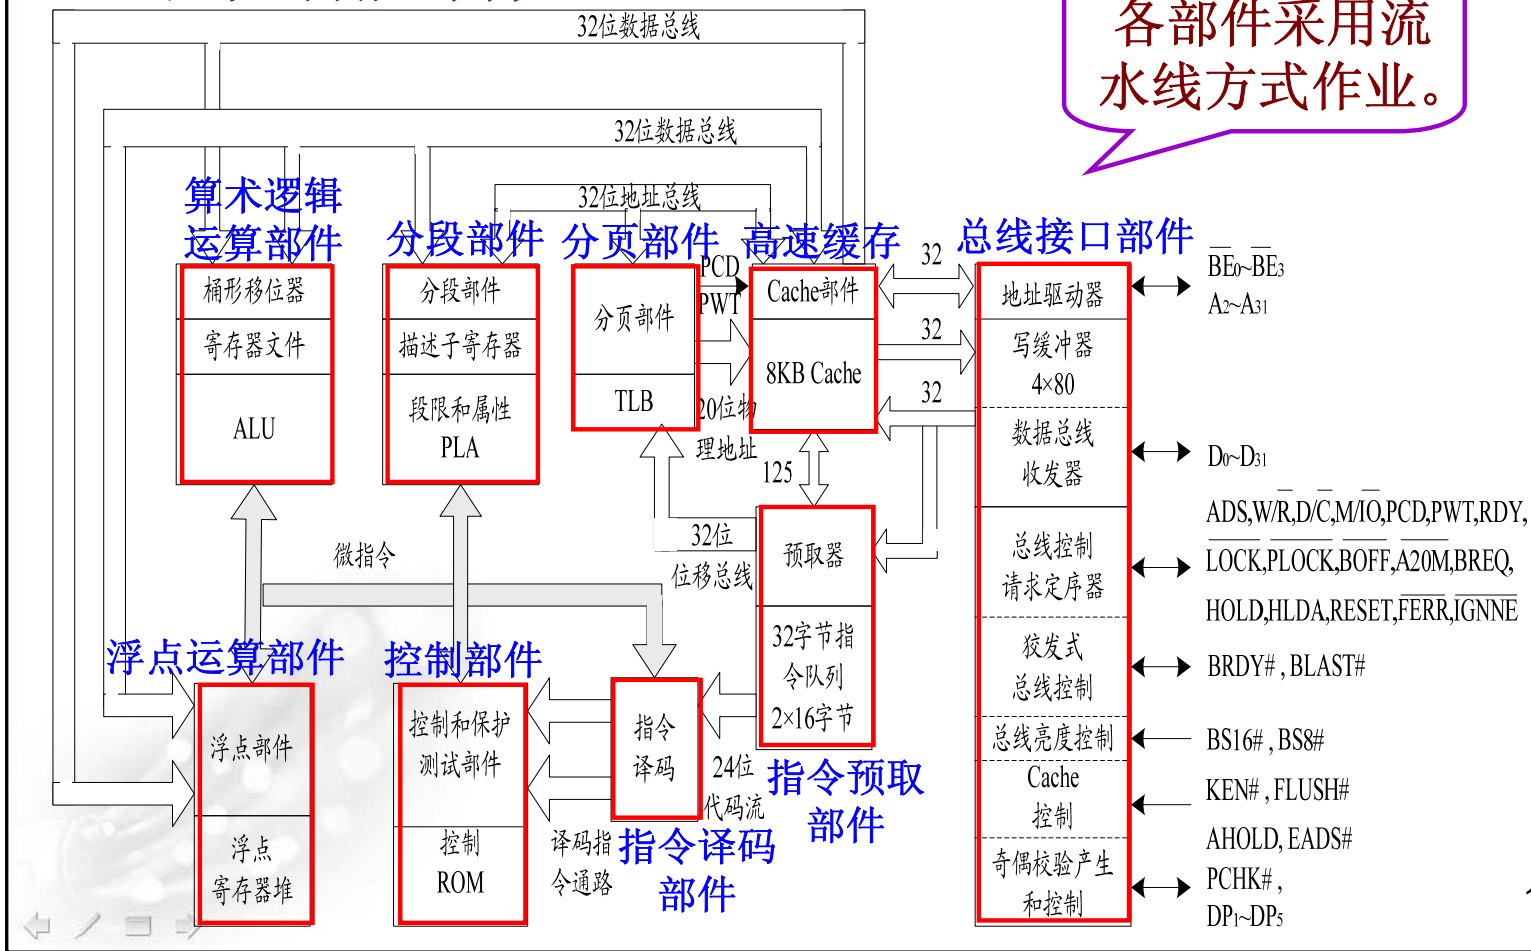 各部件采用流
水线方式作业。
32位数据总线
32位数据总线
32位地址总线
算术逻辑
运算部件
分段部件
分页部件
高速缓存
总线接口部件
桶形移位器
寄存器文件
ALU
分段部件
描述子寄存器
段限和属性
PLA
分页部件
TLB
PCD
PWT
20位物
理地址
Cache部件
8KB Cache
32
32
32
125
地址驱动器
写缓冲器
4×80
数据总线
收发器
总线控制
请求定序器
狡发式
总线控制
总线亮度控制
Cache
控制
奇偶校验产生
和控制
BE0~BE3
A2~A31
D0~D31
ADS,W/R,D/C,M/IO,PCD,PWT,RDY,
LOCK,PLOCK,BOFF,A20M,BREQ,
HOLD,HLDA,RESET,FERR,IGNNE
BRDY# , BLAST#
BS16# , BS8#
KEN# , FLUSH#
AHOLD, EADS#
PCHK# ,
DP1~DP5
微指令
32位
位移总线
预取器
32字节指
令队列
2×16字节
指令预取
部件
浮点运算部件
浮点部件
浮点
寄存器堆
控制部件
控制和保护
测试部件
控制
ROM
译码指
令通路
指令
译码
24位
代码流
指令译码
部件